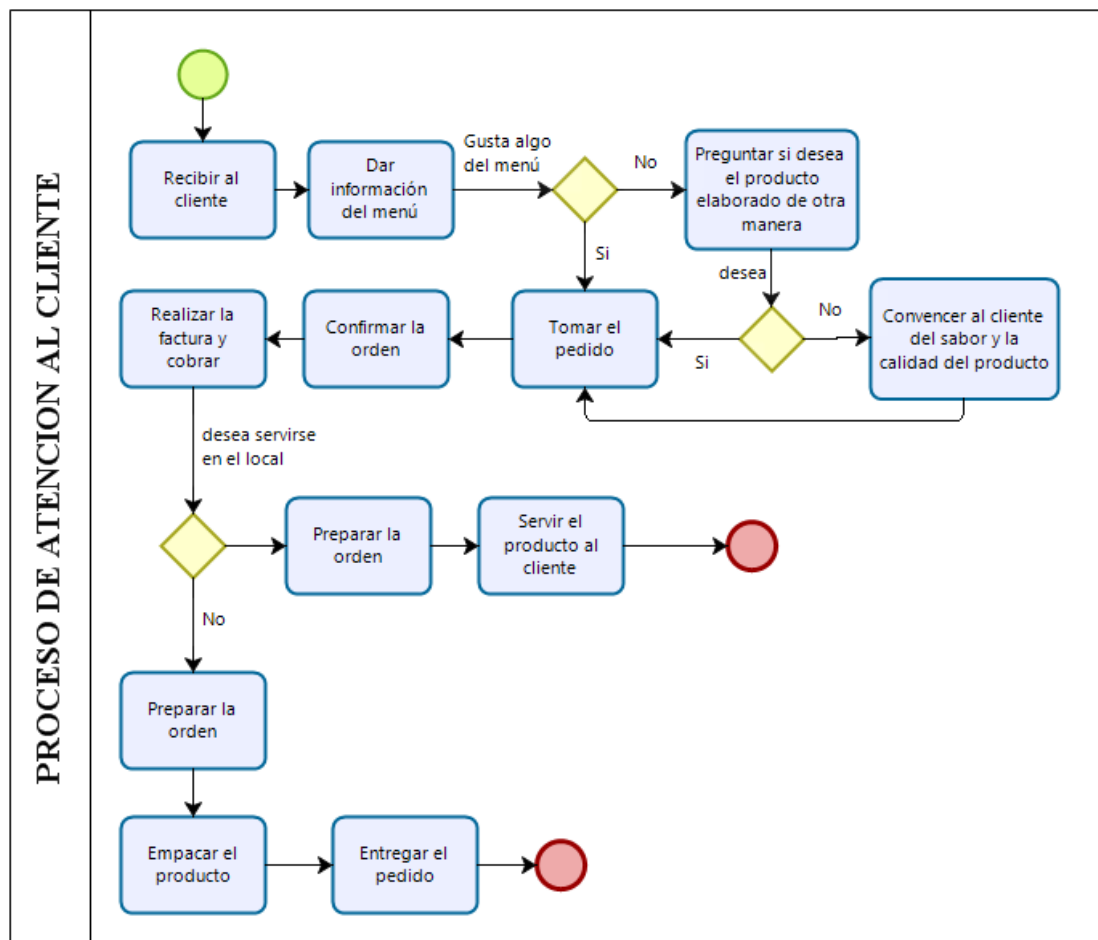 PROCESO DE ATENCION AL CLIENTE
Recibir al
cliente
Dar
información
del menú
Gusta algo
del menú
No
Preguntar si desea
el producto
elaborado de otra
manera
Si
desea
Realizar la
factura y
cobrar
Confirmar la
orden
Tomar el
pedido
Si
No
Convencer al cliente
del sabor y la
calidad del producto
desea servirse
en el local
Preparar la
orden
Servir el
producto al
cliente
No
Preparar la
orden
Empacar el
producto
Entregar el
pedido